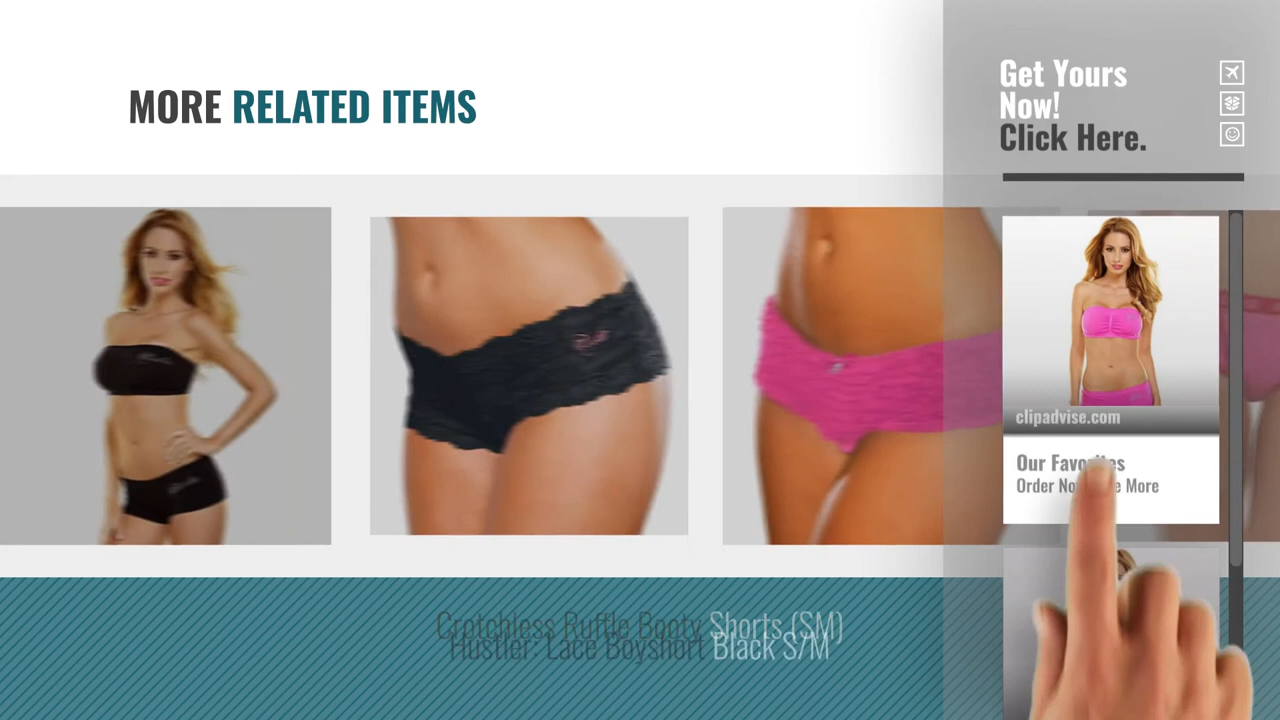 MORE RELATED ITEMS
Get Yours
Now!
Click Here.
clipadvise.com
Our Favorites
Order No e More
Crotchless Ruffle Booty Shorts (SM)
Hustler: Lace Boyshort Black S/M